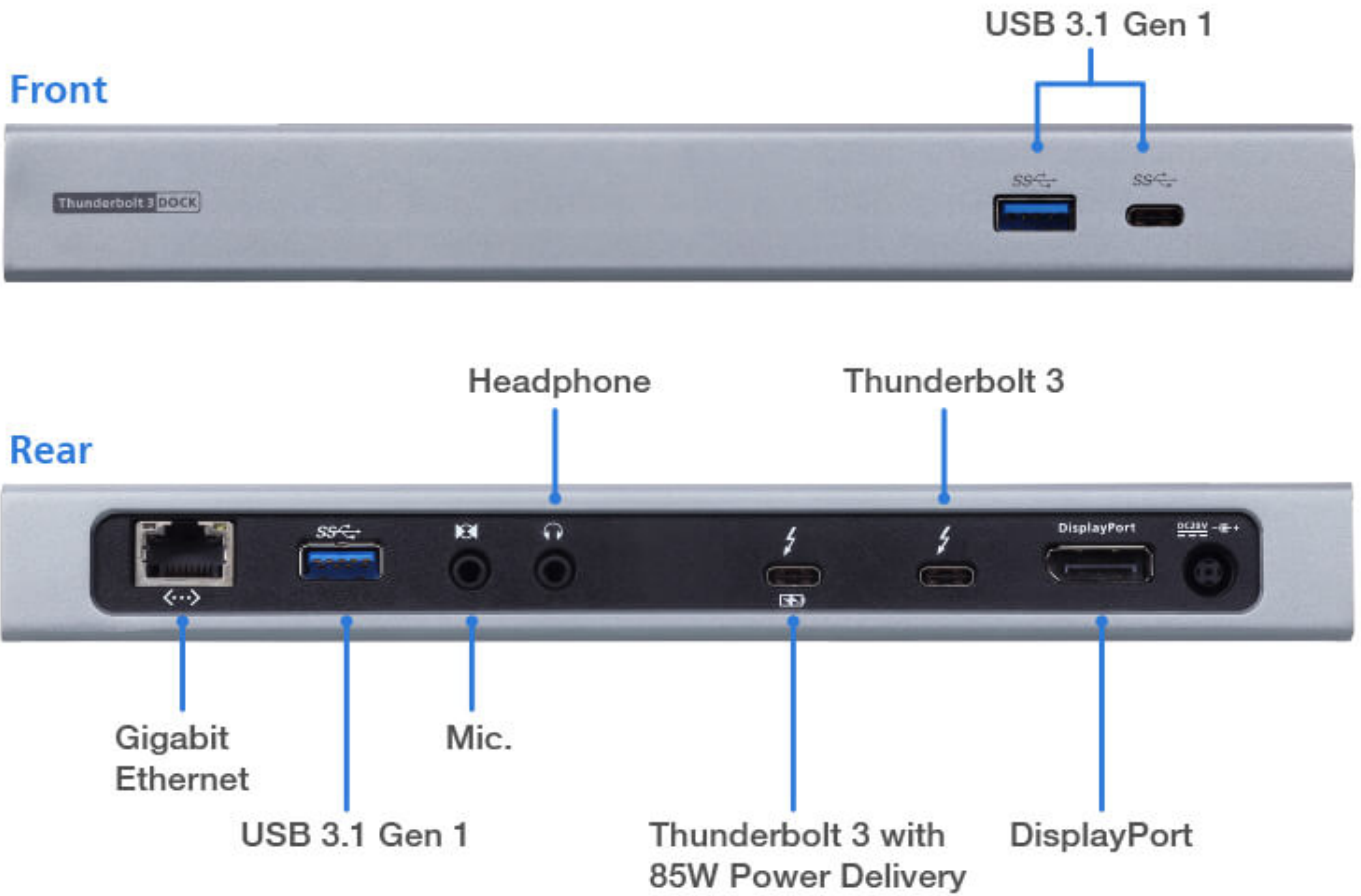 USB 3.1 Gen 1
Front
Thunderbolt 3 DOCK
SS
SS
Headphone
Thunderbolt 3
Rear
SS
DisplayPort
DC20V
Gigabit
Ethernet
Mic.
USB 3.1 Gen 1
Thunderbolt 3 with
85W Power Delivery
DisplayPort